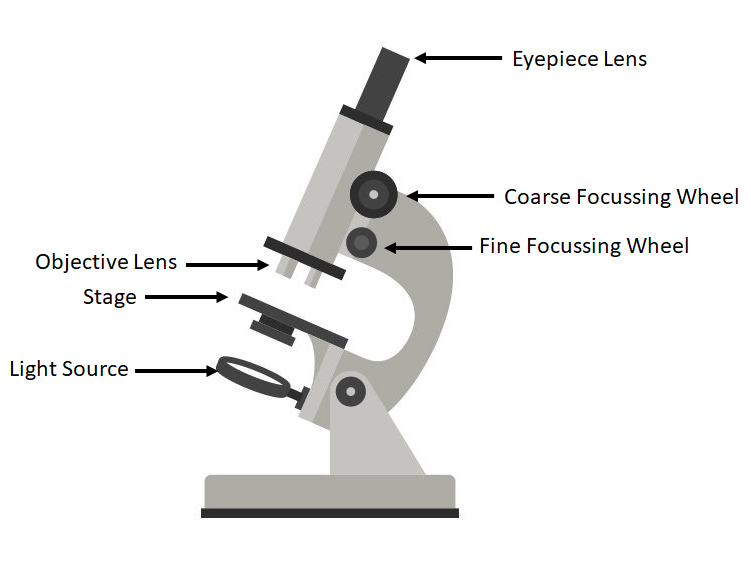 Eyepiece Lens
Coarse Focussing Wheel
Fine Focussing Wheel
Objective Lens
Stage
Light Source